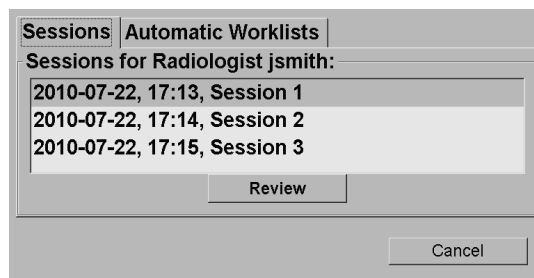 Sessions Automatic Worklists
Sessions for Radiologist jsmith:
2010-07-22, 17:13, Session 1
2010-07-22, 17:14, Session 2
2010-07-22, 17:15, Session 3
Review
Cancel